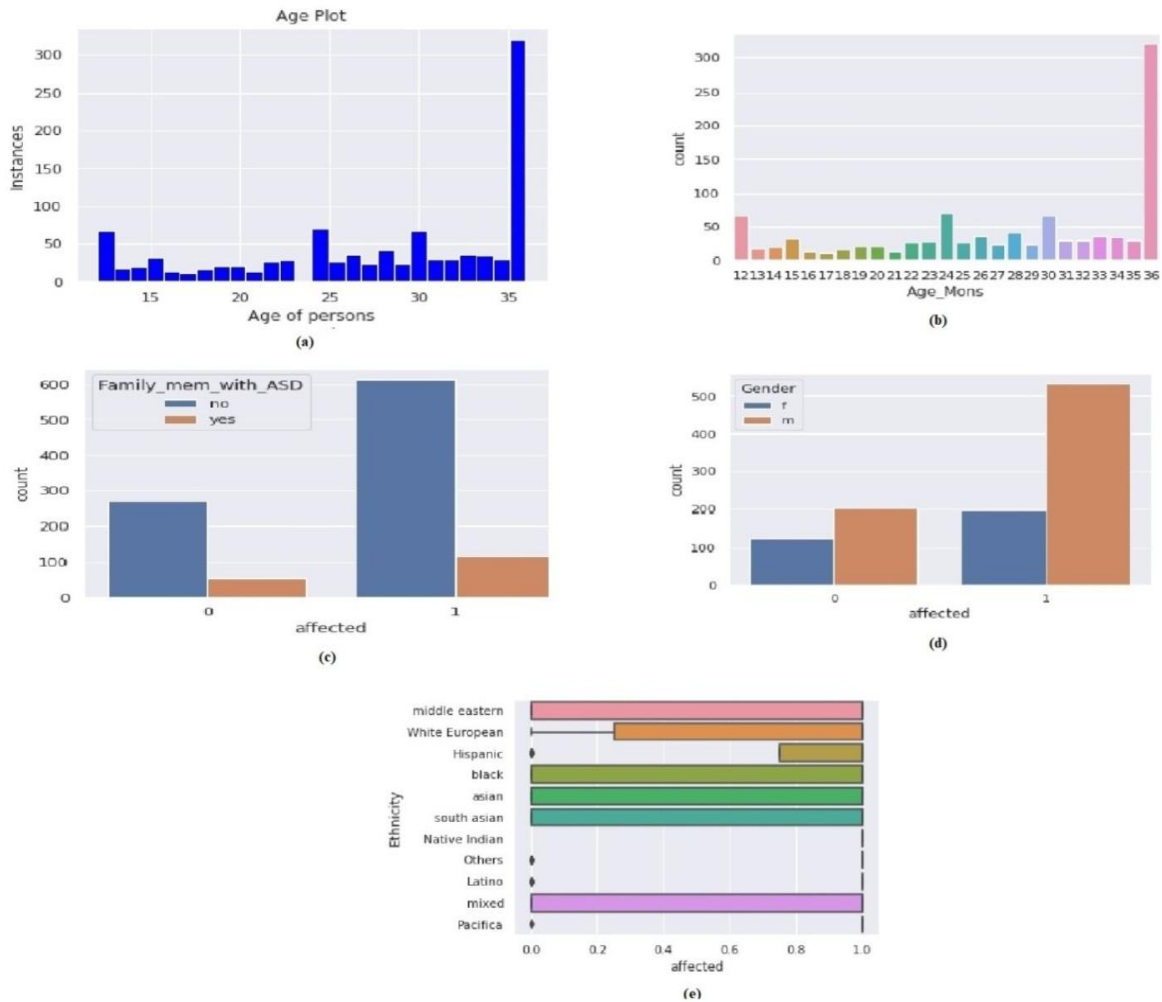 Age Plot
300
250
200
150
100
50
0
Instances
15 20 25 30 35
Age of persons
(a)
300
250
200
150
100
50
0
count
12 13 14 15 16 17 18 19 20 21 22 23 24 25 26 27 28 29 30 31 32 33 34 35 36
Age_Mons
(b)
Family_mem_with_ASD
no
yes
600
500
400
300
200
100
0
count
0 1
affected
(c)
Gender
f
m
500
400
300
200
100
0
count
0 1
affected
(d)
Ethnicity
middle eastern
White European
Hispanic
black
asian
south asian
Native Indian
Others
Latino
mixed
Pacifica
0.0 0.2 0.4 0.6 0.8 1.0
affected
(e)